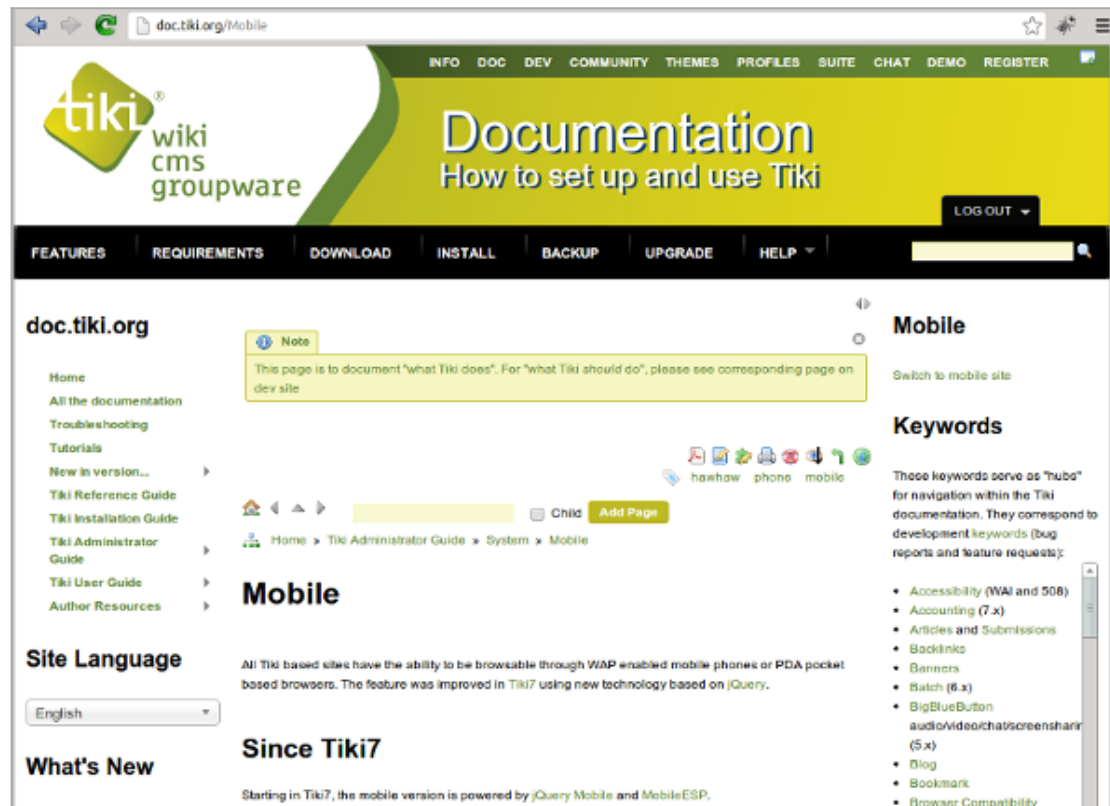 doc.tiki.org/Mobile
INFO DOC DEV COMMUNITY THEMES PROFILES SUITE CHAT DEMO REGISTER
tiki®
wiki
cms
groupware
Documentation
How to set up and use Tiki
LOG OUT
FEATURES REQUIREMENTS DOWNLOAD INSTALL BACKUP UPGRADE HELP
doc.tiki.org
Home
All the documentation
Troubleshooting
Tutorials
New in version...
Tiki Reference Guide
Tiki Installation Guide
Tiki Administrator
Guide
Tiki User Guide
Author Resources
Site Language
English
What's New
Note
This page is to document "what Tiki does". For "what Tiki should do", please see corresponding page on
dev site
hawhaw phone mobile
Child Add Page
Home » Tiki Administrator Guide » System » Mobile
Mobile
All Tiki based sites have the ability to be browsable through WAP enabled mobile phones or PDA pocket
based browsers. The feature was improved in Tiki7 using new technology based on jQuery.
Since Tiki7
Starting in Tiki7, the mobile version is powered by jQuery Mobile and MobileESP.
Mobile
Switch to mobile site
Keywords
These keywords serve as "hubs"
for navigation within the Tiki
documentation. They correspond to
development keywords (bug
reports and feature requests):
Accessibility (WAI and 508)
Accounting (7.x)
Articles and Submissions
Backlinks
Banners
Batch (6.x)
BigBlueButton
audio/video/chat/screensharin
(5.x)
Blog
Bookmark
Browser Compatibility